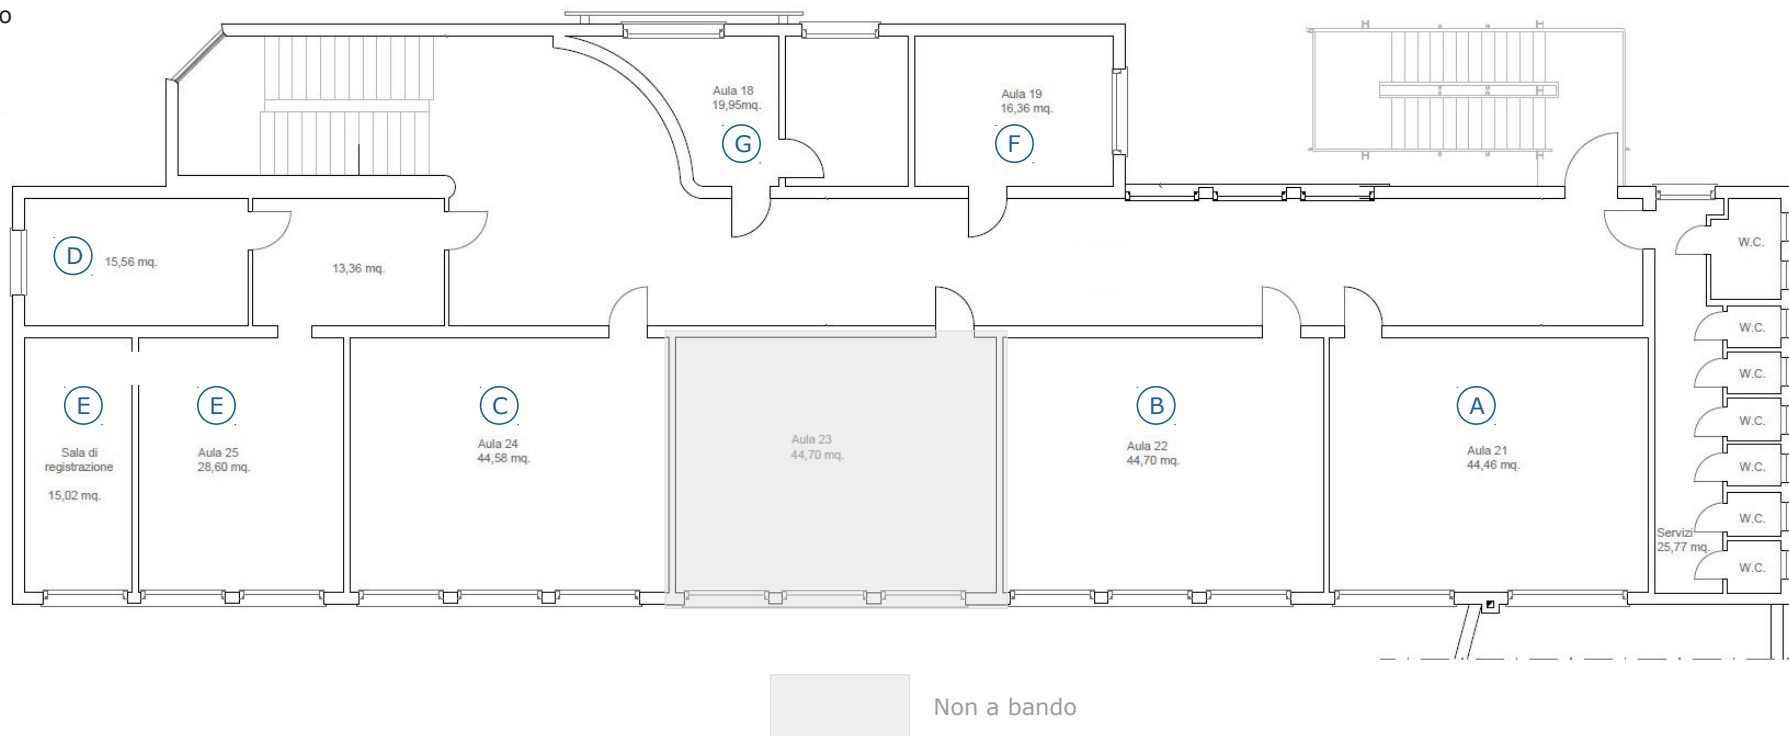 o
Aula 18
19,95mq.
G
Aula 19
16,36 mq.
F
D
15,56 mq.
13,36 mq.
W.C.
W.C.
W.C.
W.C.
W.C.
W.C.
W.C.
E
Sala di
registrazione
15,02 mq.
E
Aula 25
28,60 mq.
C
Aula 24
44,58 mq.
Aula 23
44,70 mq.
B
Aula 22
44,70 mq.
A
Aula 21
44,46 mq.
Servizi
25,77 mq.
Non a bando